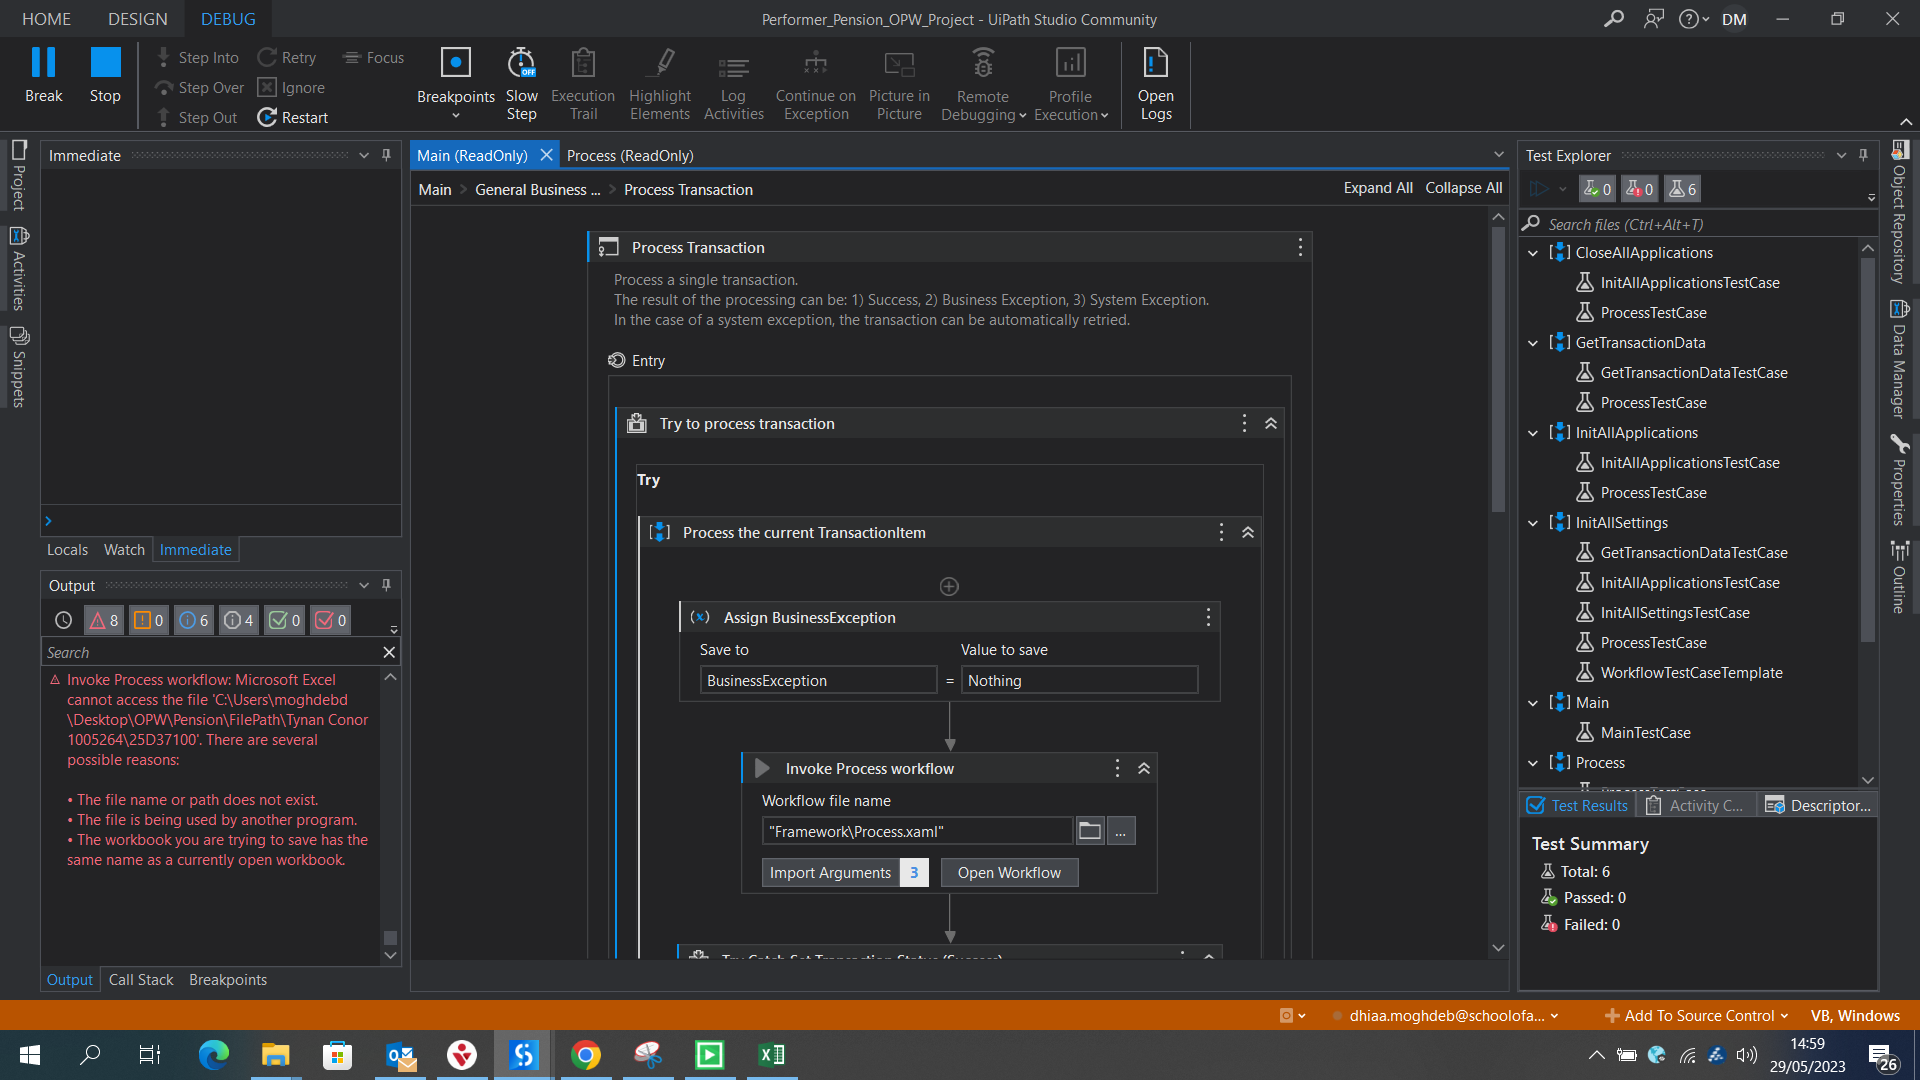 HOME DESIGN DEBUG
Performer_Pension_OPW_Project - UiPath Studio Community
DM
Break
Stop
Step Into
Step Over
Step Out
Retry
Ignore
Restart
Focus
Breakpoints
Slow
Step
OFF
Execution
Trail
Highlight
Elements
Log
Activities
Continue on
Exception
Picture in
Picture
Remote
Debugging
Profile
Execution
Open
Logs
Project
Activities
Snippets
Immediate
Locals Watch Immediate
Output
8 0 6 4 0 0
Search
Invoke Process workflow: Microsoft Excel
cannot access the file 'C:\Users\moghdebd
\Desktop\OPW\Pension\FilePath\Tynan Conor
1005264\25D37100'. There are several
possible reasons:
• The file name or path does not exist.
• The file is being used by another program.
• The workbook you are trying to save has the
same name as a currently open workbook.
Output Call Stack Breakpoints
Main (ReadOnly) Process (ReadOnly)
Main > General Business ... > Process Transaction
Expand All Collapse All
Process Transaction
Process a single transaction.
The result of the processing can be: 1) Success, 2) Business Exception, 3) System Exception.
In the case of a system exception, the transaction can be automatically retried.
Entry
Try to process transaction
Try
Process the current TransactionItem
Assign BusinessException
Save to Value to save
BusinessException = Nothing
Invoke Process workflow
Workflow file name
"Framework\Process.xaml"
...
Import Arguments 3 Open Workflow
Try Catch Set Transaction Status (Success)
Test Explorer
0 0 6
Search files (Ctrl+Alt+T)
CloseAllApplications
InitAllApplicationsTestCase
ProcessTestCase
GetTransactionData
GetTransactionDataTestCase
ProcessTestCase
InitAllApplications
InitAllApplicationsTestCase
ProcessTestCase
InitAllSettings
GetTransactionDataTestCase
InitAllApplicationsTestCase
InitAllSettingsTestCase
ProcessTestCase
WorkflowTestCaseTemplate
Main
MainTestCase
Process
ProcessTestCase
Test Results Activity C... Descriptor...
Test Summary
Total: 6
Passed: 0
Failed: 0
Object Repository
Data Manager
Properties
Outline
dhiaa.moghdeb@schoolofa...
Add To Source Control
VB, Windows
14:59
29/05/2023
26